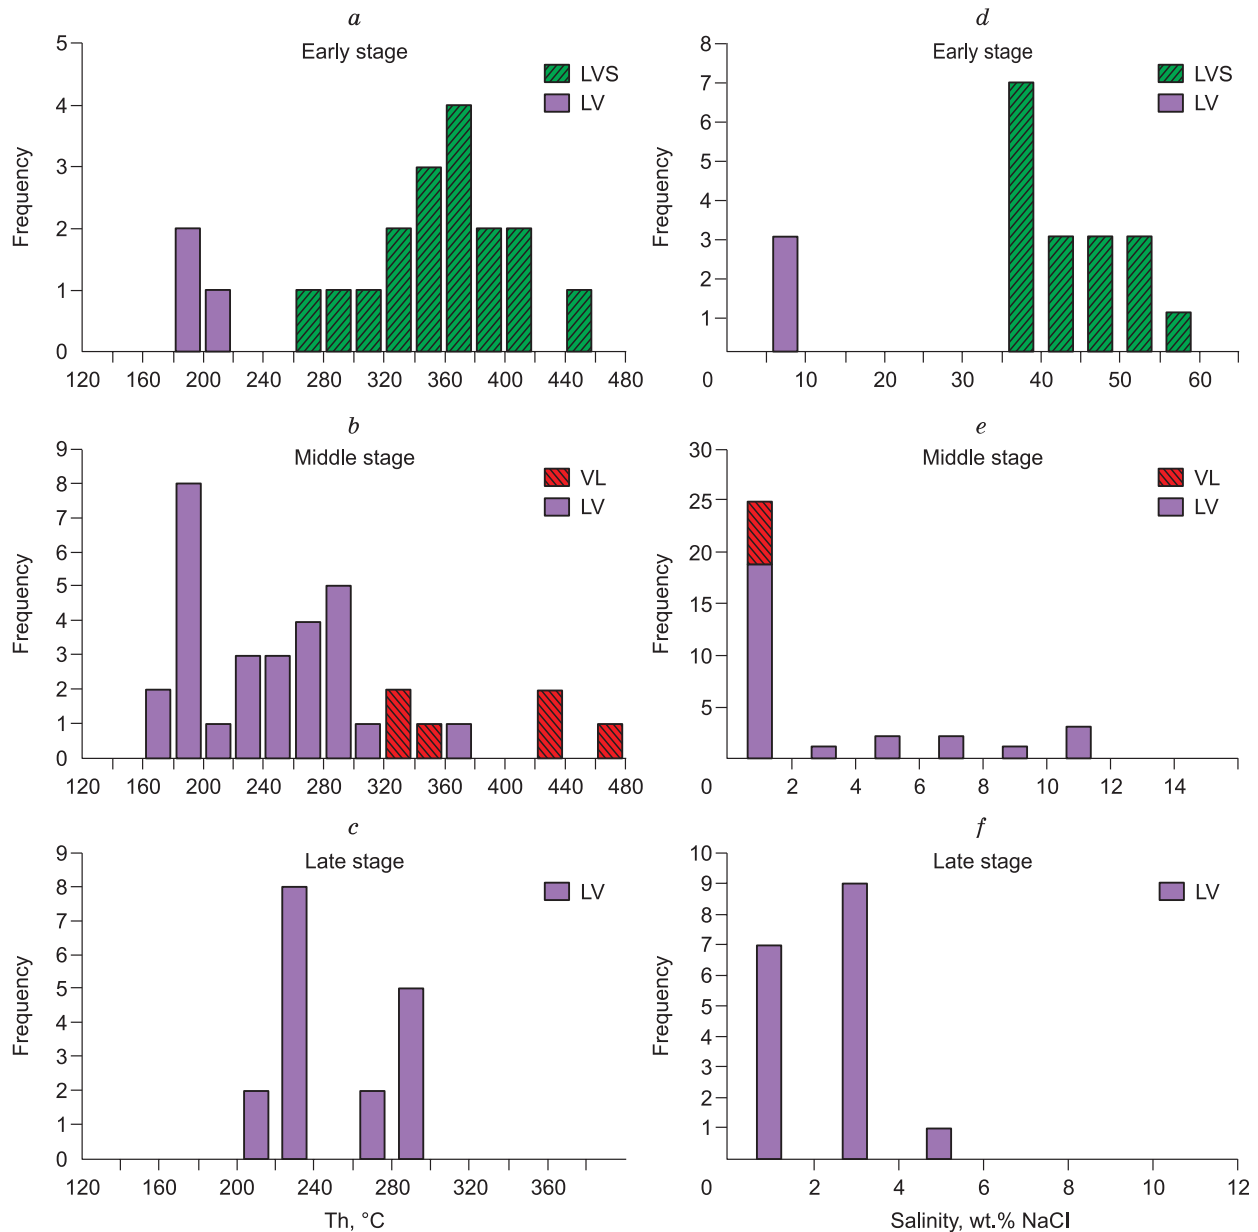 a
Early stage
LVS
LV
Frequency
5
4
3
2
1
0
120 160 200 240 280 320 360 400 440 480
d
Early stage
LVS
LV
Frequency
8
7
6
5
4
3
2
1
0 10 20 30 40 50 60
b
Middle stage
VL
LV
Frequency
9
8
7
6
5
4
3
2
1
0
120 160 200 240 280 320 360 400 440 480
e
Middle stage
VL
LV
Frequency
30
25
20
15
10
5
0 2 4 6 8 10 12 14
c
Late stage
LV
Frequency
9
8
7
6
5
4
3
2
1
0
120 160 200 240 280 320 360
Th, °C
f
Late stage
LV
Frequency
10
9
8
7
6
5
4
3
2
1
0 2 4 6 8 10 12
Salinity, wt.% NaCl